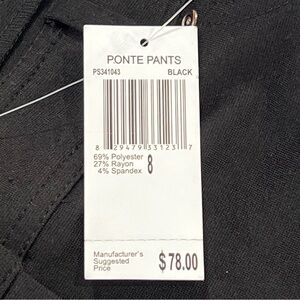 PONTE PANTS
PS341043 BLACK
8 29479 33123 7
69% Polyester
27% Rayon
4% Spandex
8
Manufacturer's
Suggested
Price
$78.00